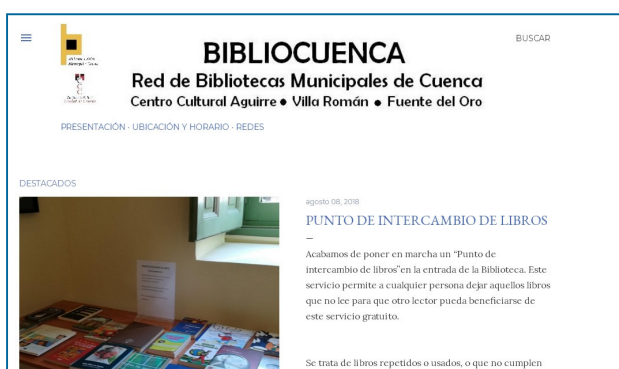 BUSCAR
BIBLIOCUENCA
Red de Bibliotecas Municipales de Cuenca
Centro Cultural Aguirre • Villa Román • Fuente del Oro
PRESENTACIÓN · UBICACIÓN Y HORARIO · REDES
DESTACADOS
agosto 08, 2018
PUNTO DE INTERCAMBIO DE LIBROS
Acabamos de poner en marcha un “Punto de
intercambio de libros”en la entrada de la Biblioteca. Este
servicio permite a cualquier persona dejar aquellos libros
que no lee para que otro lector pueda beneficiarse de
este servicio gratuito.
Se trata de libros repetidos o usados, o que no cumplen